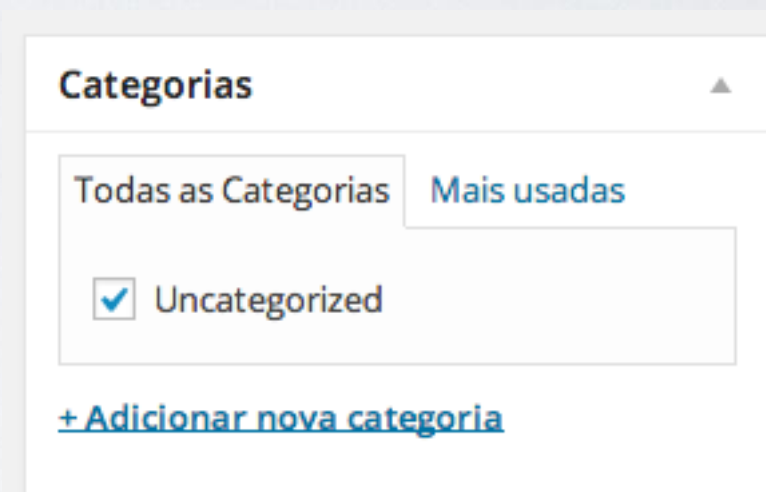 Categorias
Todas as Categorias Mais usadas
Uncategorized
+ Adicionar nova categoria